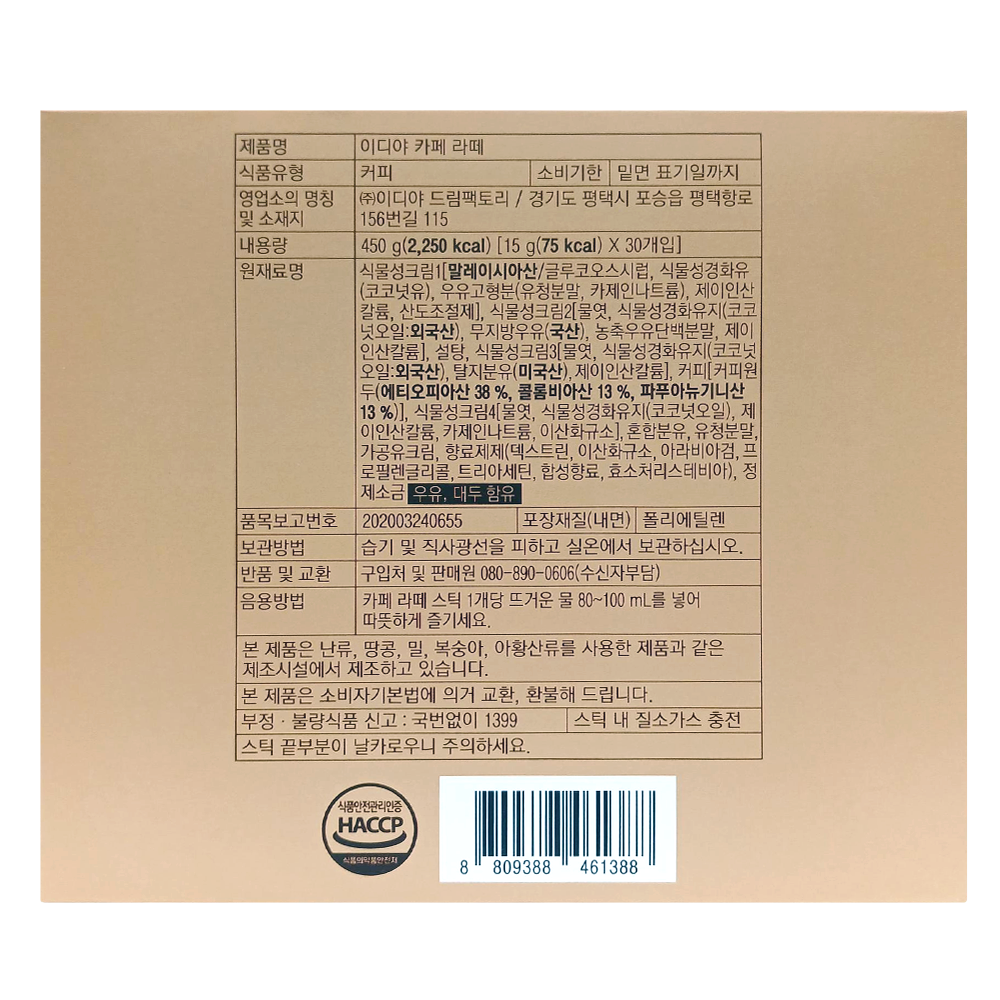 제품명 이디야 카페 라떼
식품유형 커피 소비기한 밑면 표기일까지
영업소의 명칭 및 소재지 ㈜이디야 드림팩토리 / 경기도 평택시 포승읍 평택항로
156번길 115
내용량 450 g(2,250 kcal) [15 g(75 kcal) X 30개입]
원재료명 식물성크림1[말레이시아산/글루코오스시럽, 식물성경화유
(코코넛유), 우유고형분(유청분말, 카제인나트륨), 제이인산
칼륨, 산도조절제], 식물성크림2[물엿, 식물성경화유지(코코
넛오일:외국산), 무지방우유(국산), 농축우유단백분말, 제이
인산칼륨], 설탕, 식물성크림3[물엿, 식물성경화유지(코코넛
오일:외국산), 탈지분유(미국산), 제이인산칼륨], 커피[커피원
두(에티오피아산 38 %, 콜롬비아산 13 %, 파푸아뉴기니산
13 %)], 식물성크림4[물엿, 식물성경화유지(코코넛오일), 제
이인산칼륨, 카제인나트륨, 이산화규소], 혼합분유, 유청분말,
가공유크림, 향료제제(덱스트린, 이산화규소, 아라비아검, 프
로필렌글리콜, 트리아세틴, 합성향료, 효소처리스테비아), 정
제소금 우유, 대두 함유
품목보고번호 202003240655 포장재질(내면) 폴리에틸렌
보관방법 습기 및 직사광선을 피하고 실온에서 보관하십시오.
반품 및 교환 구입처 및 판매원 080-890-0606(수신자부담)
음용방법 카페 라떼 스틱 1개당 뜨거운 물 80~100 mL를 넣어
따뜻하게 즐기세요.
본 제품은 난류, 땅콩, 밀, 복숭아, 아황산류를 사용한 제품과 같은
제조시설에서 제조하고 있습니다.
본 제품은 소비자기본법에 의거 교환, 환불해 드립니다.
부정 · 불량식품 신고 : 국번없이 1399 스틱 내 질소가스 충전
스틱 끝부분이 날카로우니 주의하세요.
식품안전관리인증
HACCP
식품의약품안전처
8 809388 461388